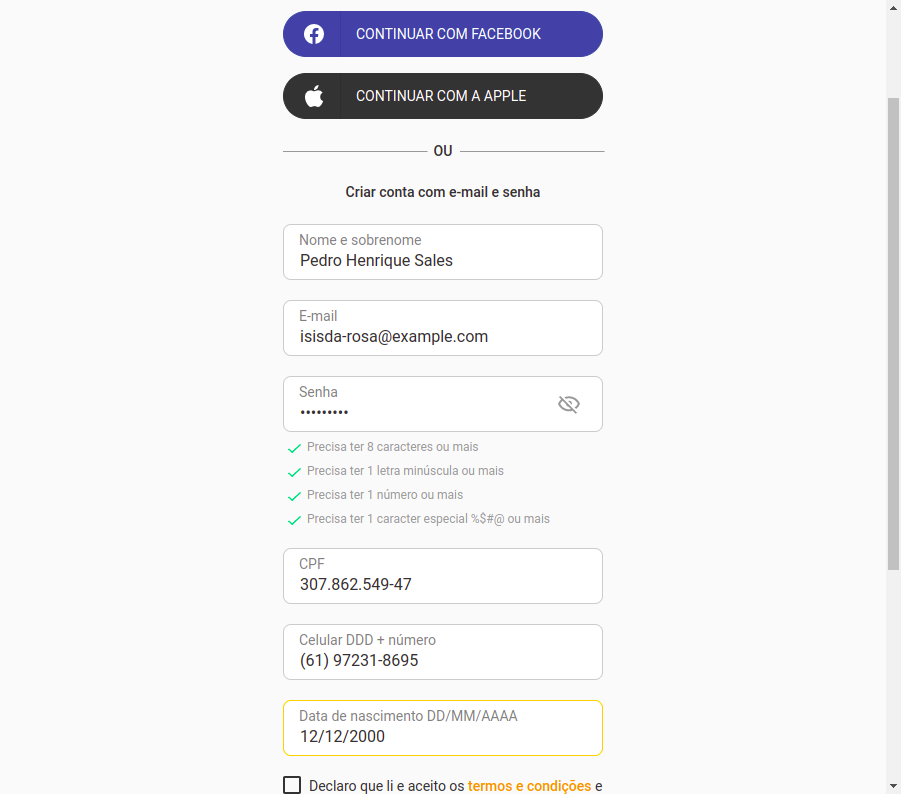 CONTINUAR COM FACEBOOK
CONTINUAR COM A APPLE
OU
Criar conta com e-mail e senha
Nome e sobrenome
Pedro Henrique Sales
E-mail
isisda-rosa@example.com
Senha
•••••••••
Precisa ter 8 caracteres ou mais
Precisa ter 1 letra minúscula ou mais
Precisa ter 1 número ou mais
Precisa ter 1 caracter especial %$#@ ou mais
CPF
307.862.549-47
Celular DDD + número
(61) 97231-8695
Data de nascimento DD/MM/AAAA
12/12/2000
Declaro que li e aceito os termos e condições e